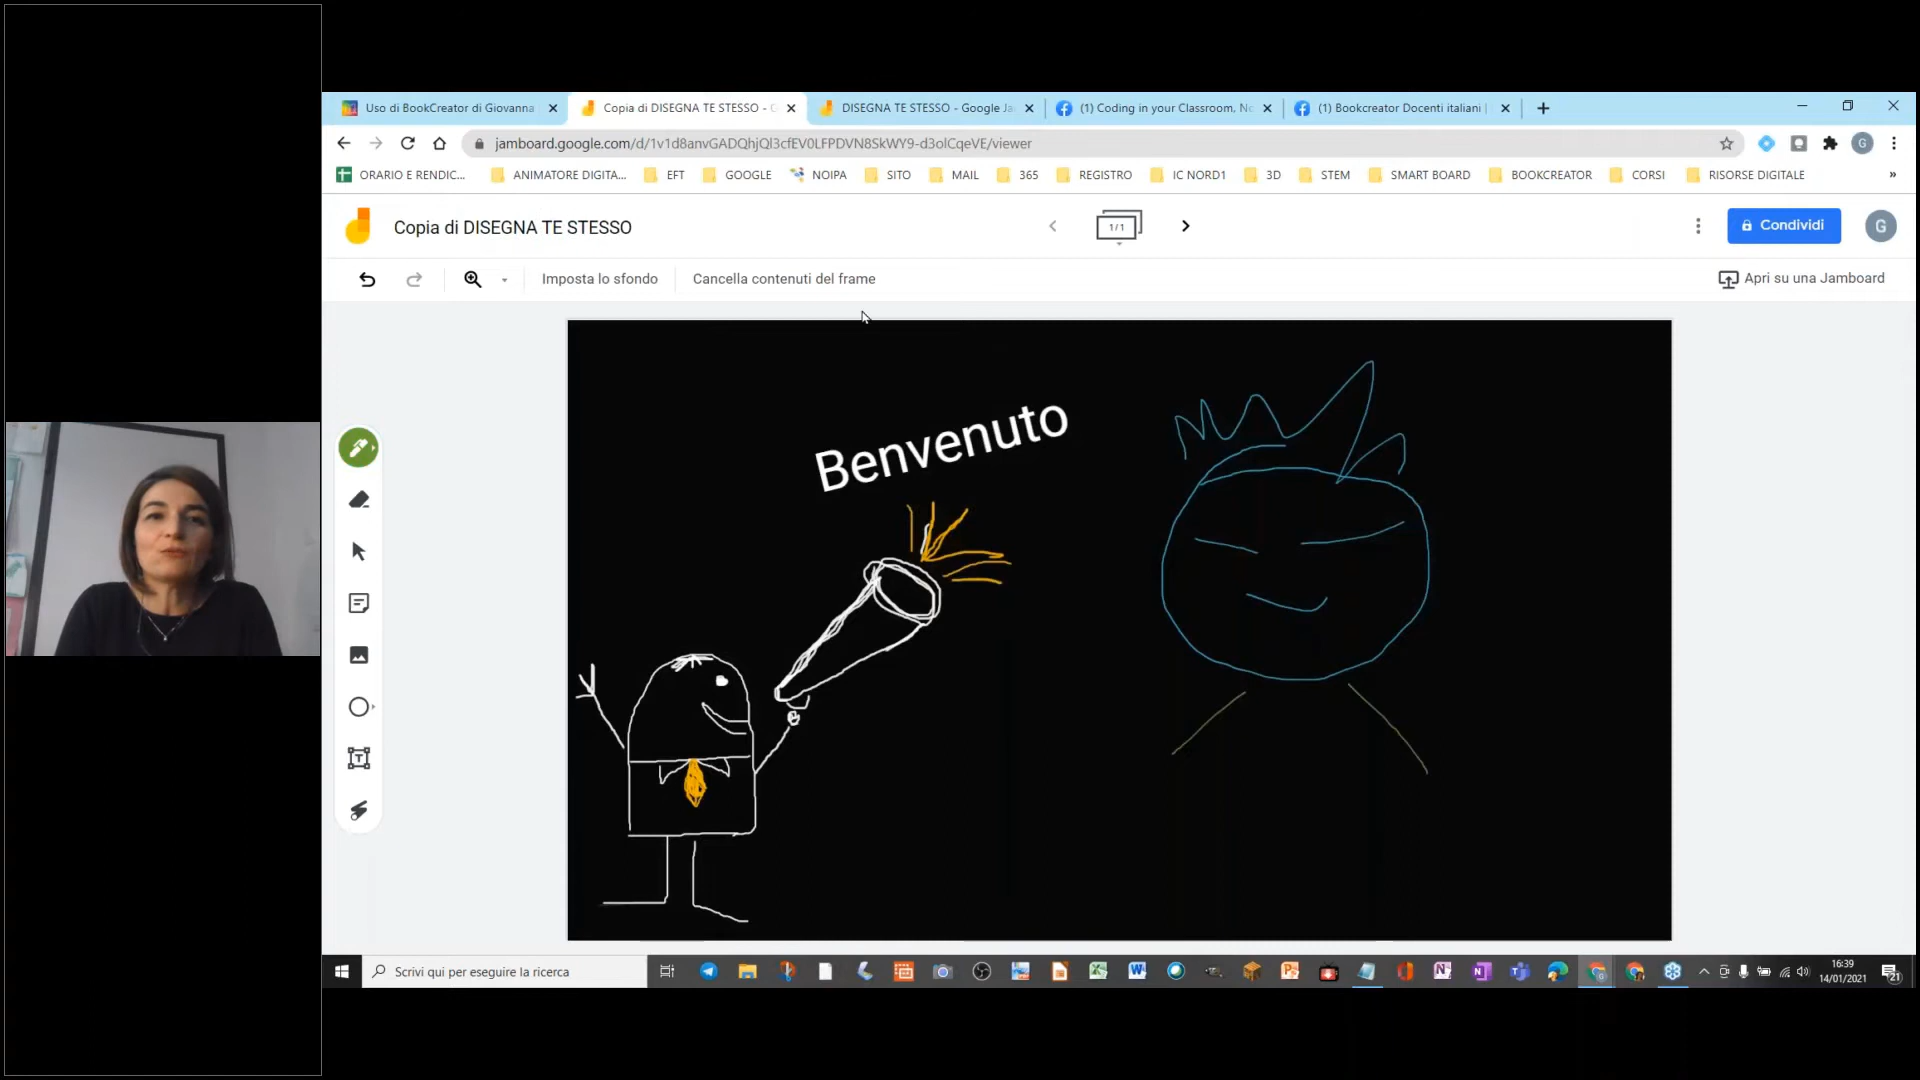 Uso di BookCreator di Giovanna
Copia di DISEGNA TE STESSO - G
DISEGNA TE STESSO - Google Ja
(1) Coding in your Classroom, Ne
(1) Bookcreator Docenti italiani |
jamboard.google.com/d/1v1d8anvGADQhjQI3cfEV0LFPDVN8SkWY9-d3olCqeVE/viewer
G
ORARIO E RENDIC...
ANIMATORE DIGITA...
EFT
GOOGLE
NOIPA
SITO
MAIL
365
REGISTRO
IC NORD1
3D
STEM
SMART BOARD
BOOKCREATOR
CORSI
RISORSE DIGITALE
Copia di DISEGNA TE STESSO
1/1
Condividi
G
Imposta lo sfondo
Cancella contenuti del frame
Apri su una Jamboard
Benvenuto
Scrivi qui per eseguire la ricerca
16:39
14/01/2021
21